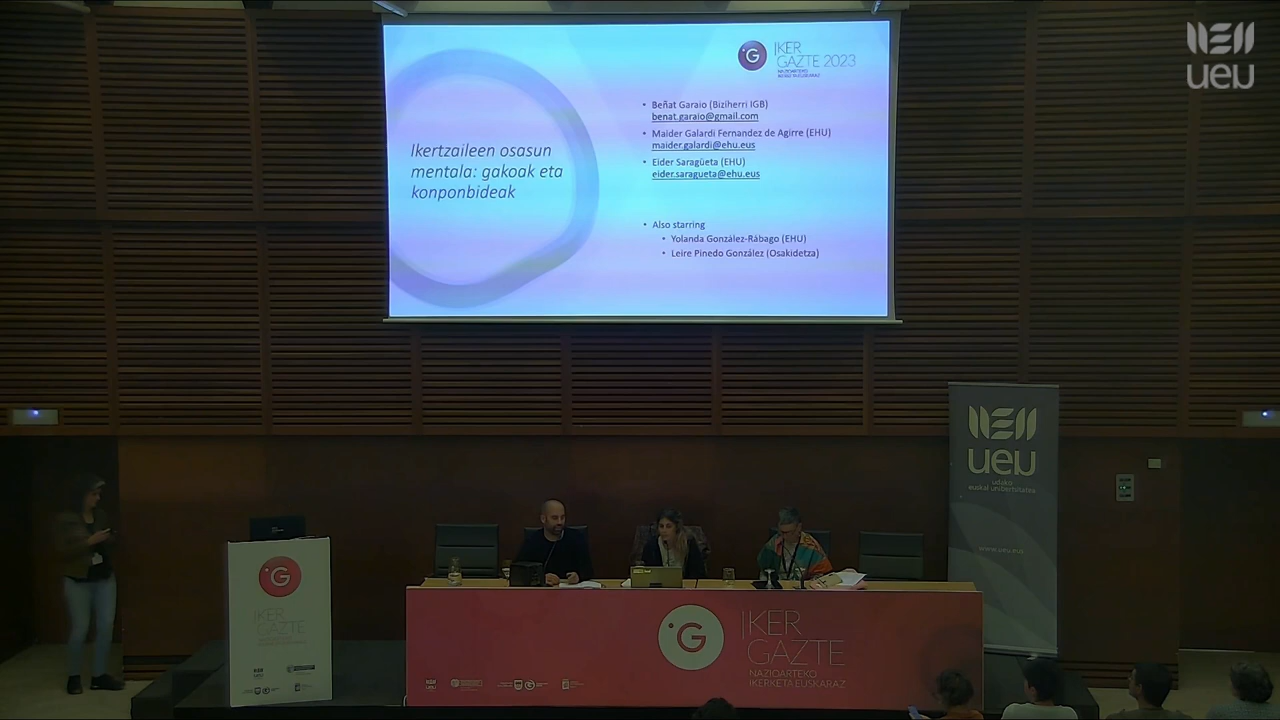 IKER
GAZTE 2023
NAZIOARTEKO
IKERKETA EUSKARAZ
Ikertzaileen osasun
mentala: gakoak eta
konponbideak
• Beñat Garaio (Biziherri IGB)
benat.garaio@gmail.com
• Maider Galardi Fernandez de Agirre (EHU)
maider.galardi@ehu.eus
• Eider Saragüeta (EHU)
eider.saragueta@ehu.eus
• Also starring
• Yolanda González-Rábago (EHU)
• Leire Pinedo González (Osakidetza)
ueu
ueu
udako
euskal unibertsitatea
www.ueu.eus
G
IKER
GAZTE
G
IKER
GAZTE
NAZIOARTEKO
IKERKETA EUSKARAZ